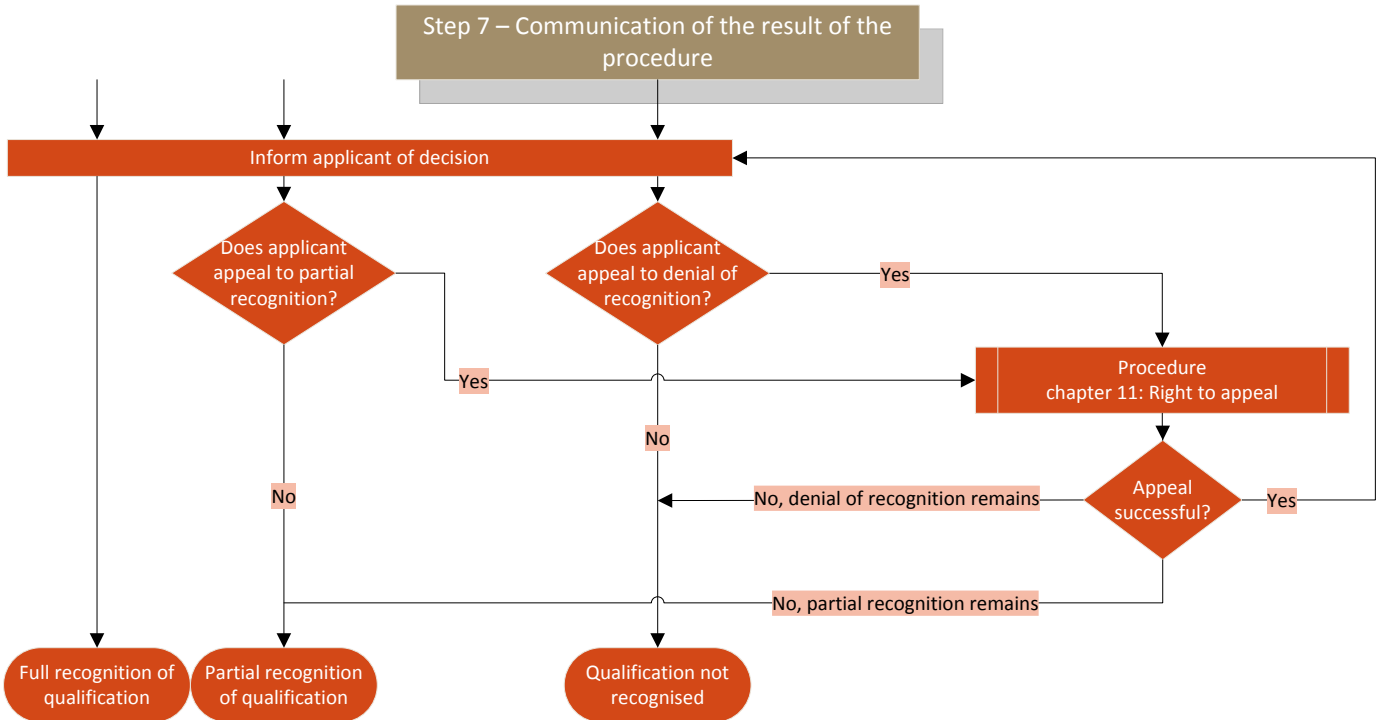 Step 7 – Communication of the result of the
procedure
Inform applicant of decision
Does applicant
appeal to partial
recognition?
Does applicant
appeal to denial of
recognition?
Yes
Procedure
chapter 11: Right to appeal
Yes
No
No
No, denial of recognition remains
Appeal
successful?
Yes
No, partial recognition remains
Full recognition of
qualification
Partial recognition
of qualification
Qualification not
recognised